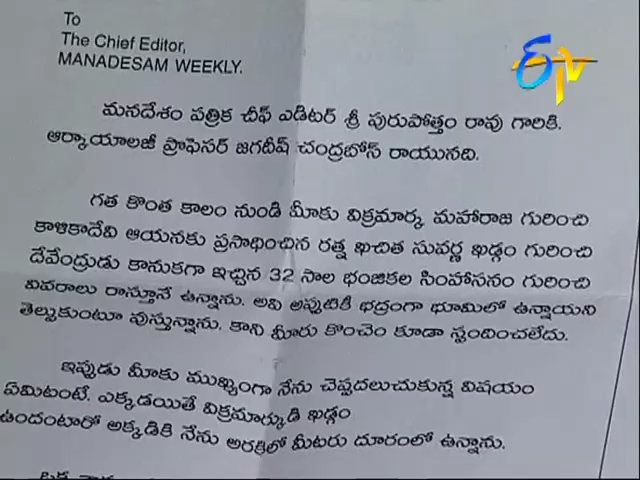 To
The Chief Editor,
MANADESAM WEEKLY.
ETV
మనదేశం పత్రిక చీఫ్ ఎడిటర్ శ్రీ పురుపోత్తం రావు గారికి.
ఆర్కాయాలజీ ప్రొఫెసర్ జగదీష్ చంద్రబోస్ రాయునది.
గత కొంత కాలం నుండి మీకు విక్రమార్క మహారాజ గురించి
కాళికాదేవి ఆయనకు ప్రసాధించిన రత్న ఖచిత సువర్ణ ఖడ్గం గురించి
దేవేంద్రుడు కానుకగా ఇచ్చిన 32 సాల భంజికల సింహాసనం గురించి
వివరాలు రాస్తూనే ఉన్నాను. అవి అప్పటికీ భద్రంగా భూమిలో ఉన్నాయని
తెల్పుకుంటూ వున్తున్నాను. కాని మీరు కొంచెం కూడా స్పందించలేదు.
ఇప్పుడు మీకు ముఖ్యంగా నేను చెప్పదలుచుకున్న విషయం
ఏమిటంటే. ఎక్కడయితే విక్రమార్కుడి ఖడ్గం
ఉందంటారో అక్కడికి నేను అరకిలో మీటరు దూరంలో ఉన్నాను.